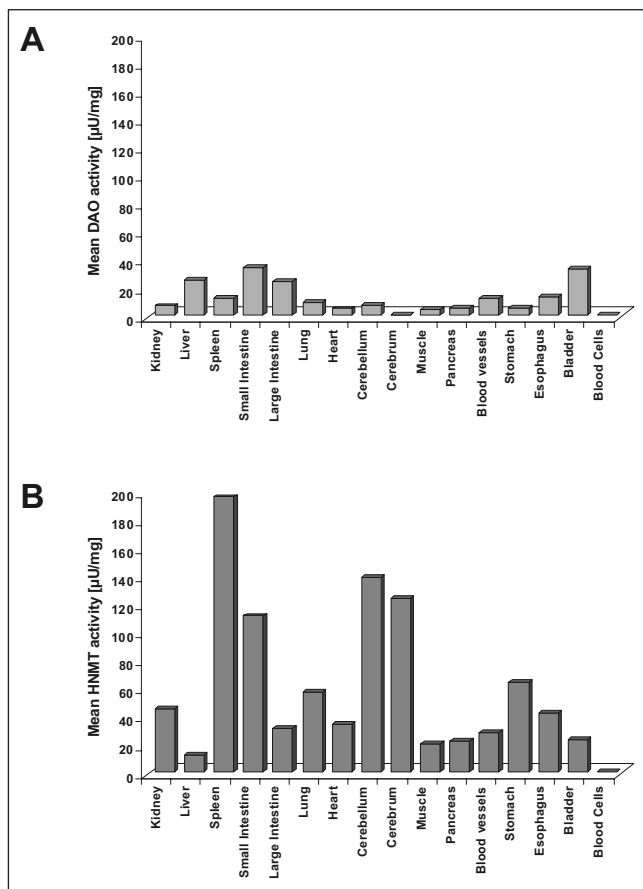 A
Mean DAO activity [µU/mg]
200
180
160
140
120
100
80
60
40
20
0
Kidney
Liver
Spleen
Small Intestine
Large Intestine
Lung
Heart
Cerebellum
Cerebrum
Muscle
Pancreas
Blood vessels
Stomach
Esophagus
Bladder
Blood Cells
B
Mean HNMT activity [µU/mg]
200
180
160
140
120
100
80
60
40
20
0
Kidney
Liver
Spleen
Small Intestine
Large Intestine
Lung
Heart
Cerebellum
Cerebrum
Muscle
Pancreas
Blood vessels
Stomach
Esophagus
Bladder
Blood Cells